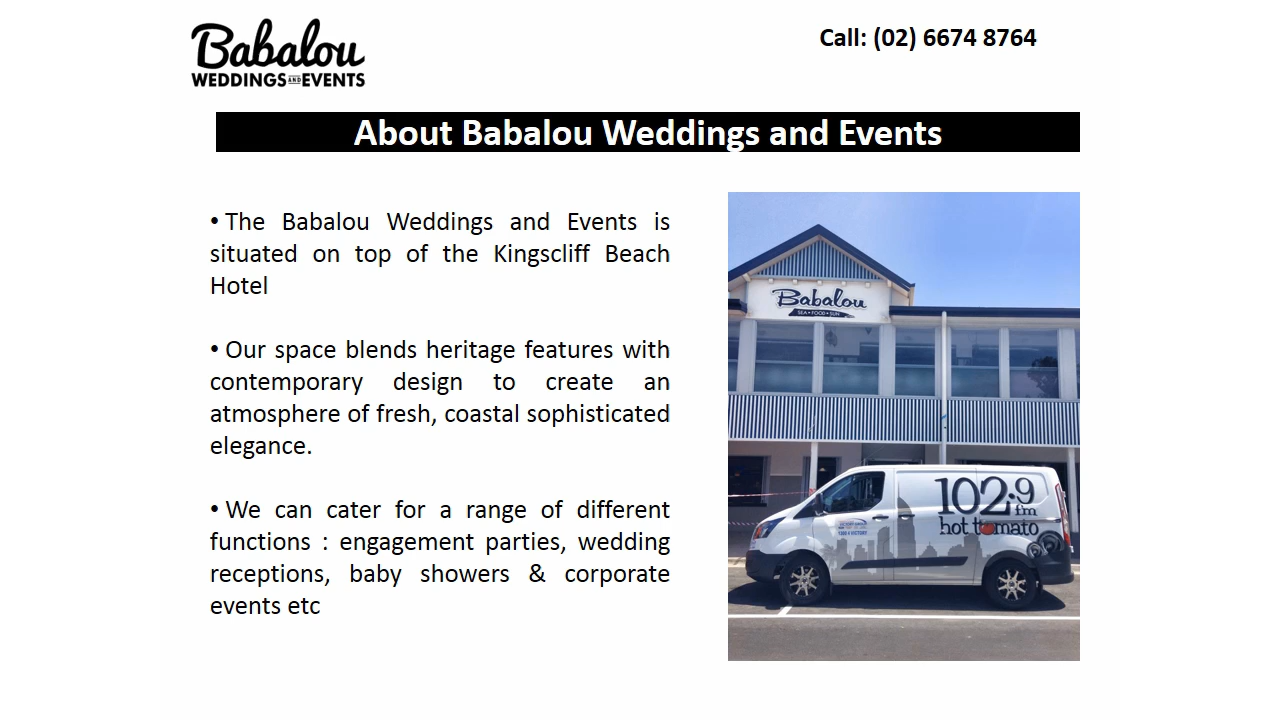 Babalou
WEDDINGS AND EVENTS
Call: (02) 6674 8764
About Babalou Weddings and Events
• The Babalou Weddings and Events is
situated on top of the Kingscliff Beach
Hotel
• Our space blends heritage features with
contemporary design to create an
atmosphere of fresh, coastal sophisticated
elegance.
• We can cater for a range of different
functions : engagement parties, wedding
receptions, baby showers & corporate
events etc
Babalou
SEA • FOOD • SUN
102.9
fm
hot tomato
1300 4 VICTORY